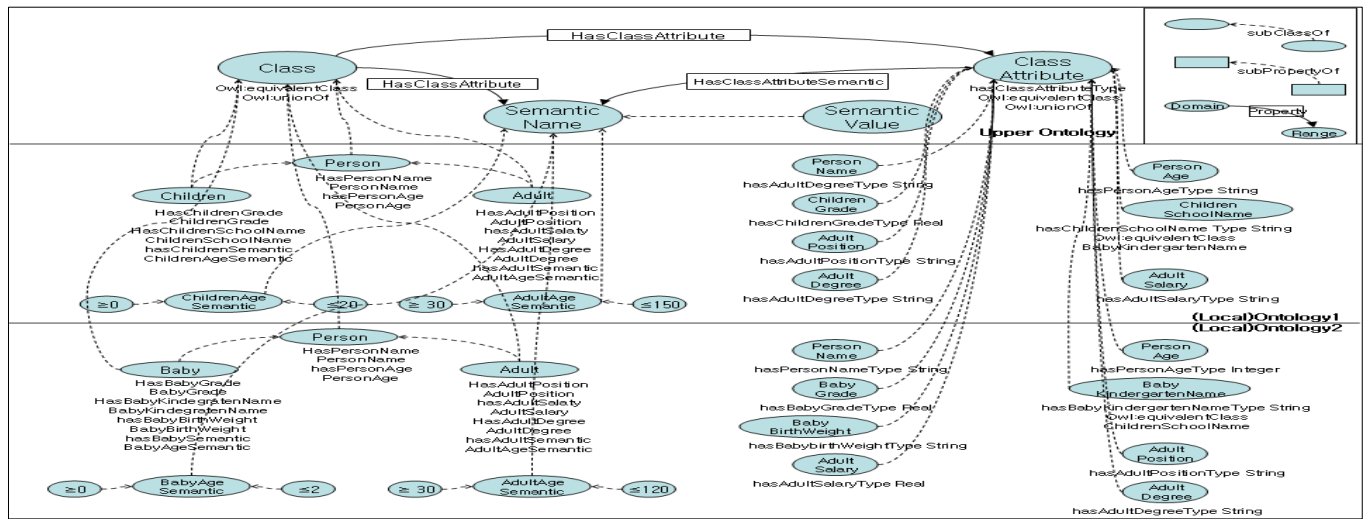 HasClassAttribute
Class
Owl:equivalentClass
Owl:unionOf
HasClassAttribute
HasClassAttributeSemantic
Class
Attribute
hasClassAttributeType
Owl:equivalentClass
Owl:unionOf
Semantic
Name
Semantic
Value
Upper Ontology
subClassOf
subPropertyOf
Domain
Property
Range
Person
HasPersonName
PersonName
hasPersonAge
PersonAge
Children
HasChildrenGrade
ChildrenGrade
HasChildrenSchoolName
ChildrenSchoolName
hasChildrenSemantic
ChildrenAgeSemantic
Adult
HasAdultPosition
AdultPosition
hasAdultSalaty
AdultSalary
HasAdultDegree
AdultDegree
hasAdultSemantic
AdultAgeSemantic
≥0
ChildrenAge
Semantic
≤20
≥ 30
AdultAge
Semantic
≤150
Person
Name
hasAdultDegreeType String
Children
Grade
hasChildrenGradeType Real
Adult
Position
hasAdultPositionType String
Adult
Degree
hasAdultDegreeType String
Person
Age
hasPersonAgeType String
Children
SchoolName
hasChildrenSchoolName Type String
Owl:equivalentClass
BabyKindergartenName
Adult
Salary
hasAdultSalaryType String
(Local)Ontology1
(Local)Ontology2
Person
HasPersonName
PersonName
hasPersonAge
PersonAge
Baby
HasBabyGrade
BabyGrade
HasBabyKindegratenName
BabyKindegratenName
hasBabyBirthWeight
BabyBirthWeight
hasBabySemantic
BabyAgeSemantic
Adult
HasAdultPosition
AdultPosition
hasAdultSalaty
AdultSalary
HasAdultDegree
AdultDegree
hasAdultSemantic
AdultAgeSemantic
≥0
BabyAge
Semantic
≤2
≥ 30
AdultAge
Semantic
≤120
Person
Name
hasPersonNameType String
Baby
Grade
hasBabyGradeType Real
Baby
BirthWeight
hasBabybirthWeightType String
Adult
Salary
hasAdultSalaryType Real
Person
Age
hasPersonAgeType Integer
Baby
KindergartenName
hasBabyKindergartenNameType String
Owl:equivalentClass
ChildrenSchoolName
Adult
Position
hasAdultPositionType String
Adult
Degree
hasAdultDegreeType String